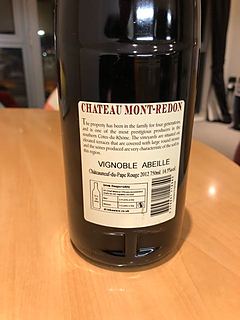 CHATEAU MONT-REDON
The property has been in the family for four generations,
and is one of the most prestigious producers in the
southern Cotes-du-Rhône. The vineyards are situated on
elevated terraces that are covered with large round stones
and the wines produced are very characteristic of the soil in
this region.
VIGNOBLE ABEILLE
Châteauneuf-du-Pape Rouge 2012 750ml 14.5%vol.